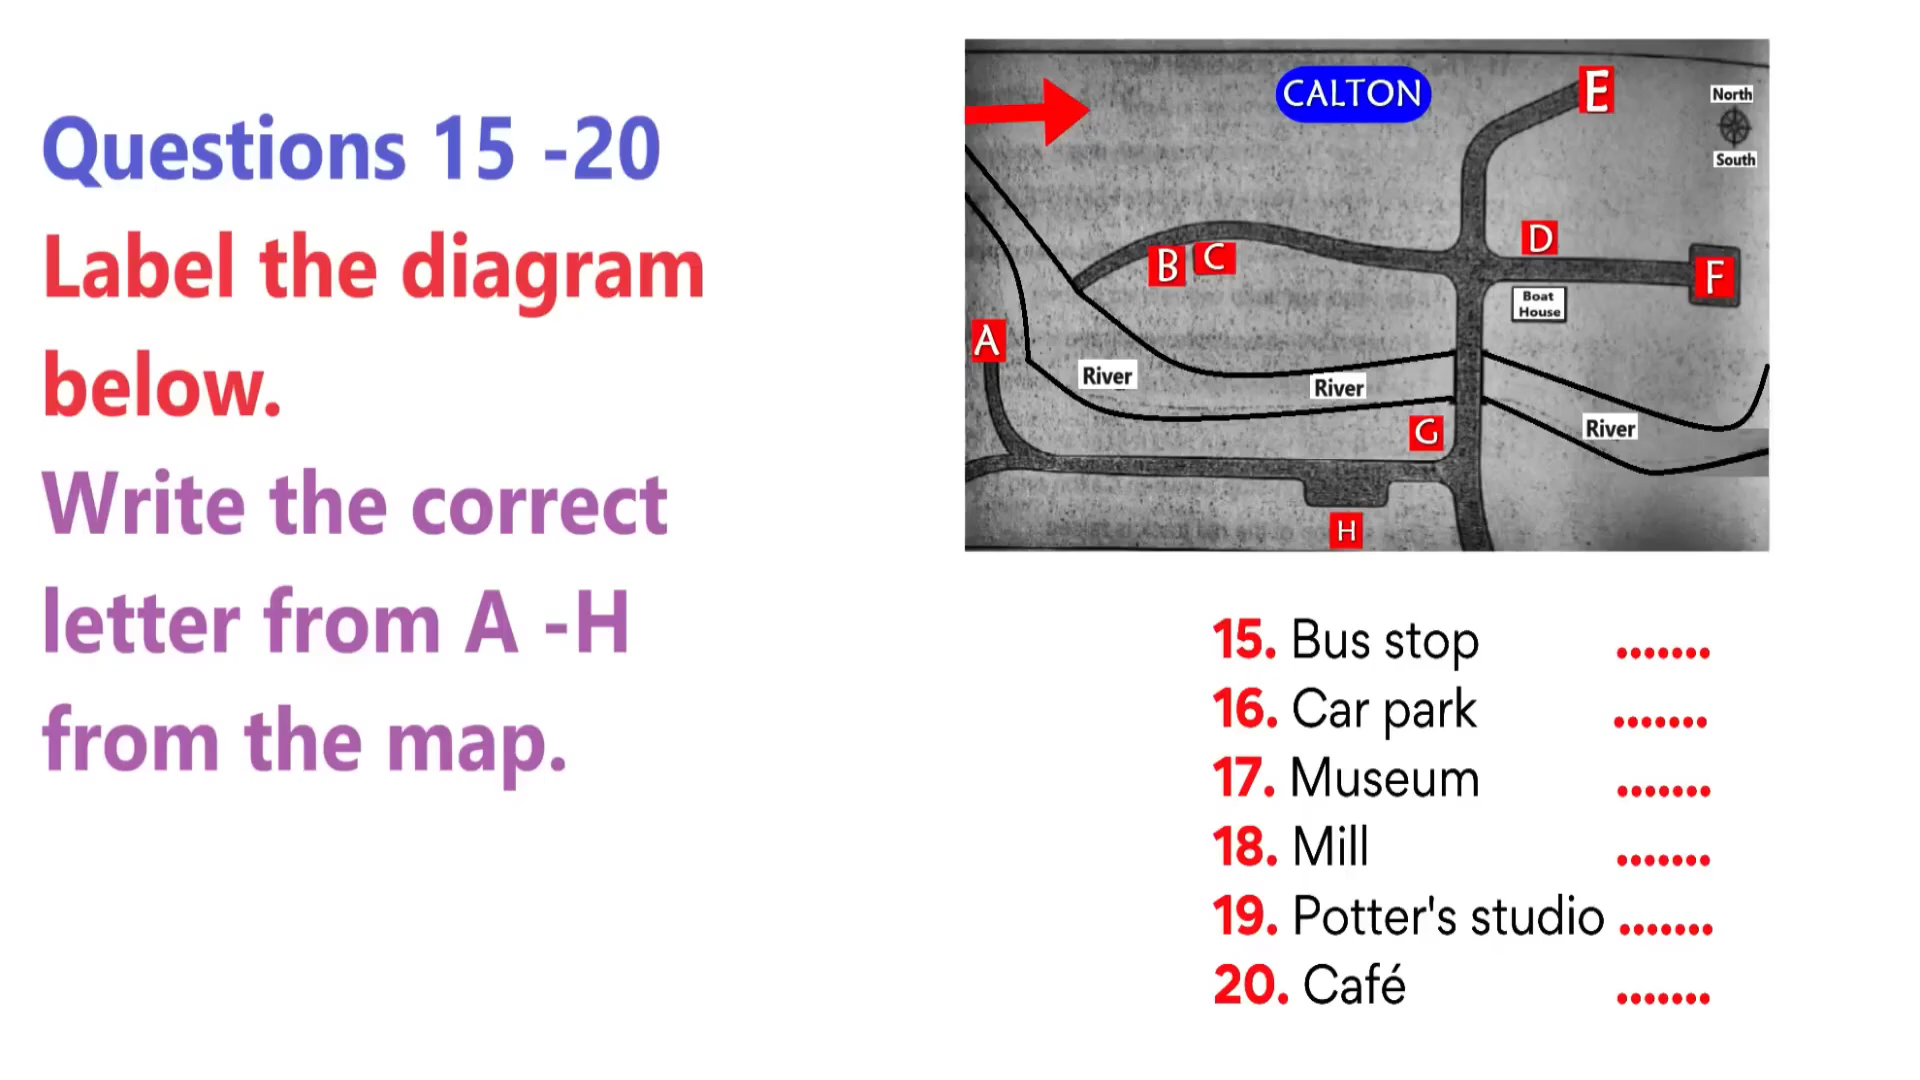 Questions 15 -20
Label the diagram
below.
Write the correct
letter from A -H
from the map.
CALTON
E
North
South
D
B
C
F
Boat
House
A
River
River
River
G
H
15. Bus stop .......
16. Car park .......
17. Museum .......
18. Mill .......
19. Potter's studio .......
20. Café .......